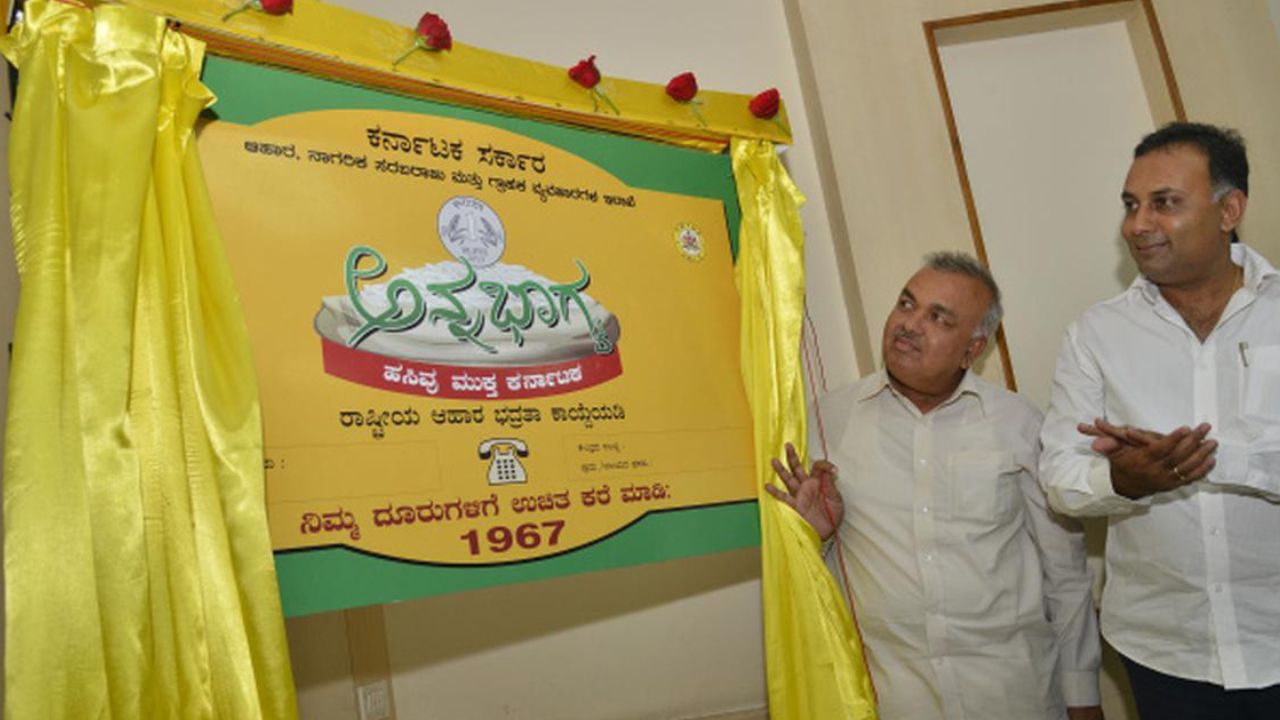 ಕರ್ನಾಟಕ ಸರ್ಕಾರ
ಆಹಾರ, ನಾಗರಿಕ ಸರಬರಾಜು ಮತ್ತು ಗ್ರಾಹಕ ವ್ಯವಹಾರಗಳ ಇಲಾಖೆ
1
ಅನ್ನಭಾಗ್ಯ
ಹಸಿವು ಮುಕ್ತ ಕರ್ನಾಟಕ
ರಾಷ್ಟ್ರೀಯ ಆಹಾರ ಭದ್ರತಾ ಕಾಯ್ದೆಯಡಿ
ನಿಮ್ಮ ದೂರುಗಳಿಗೆ ಉಚಿತ ಕರೆ ಮಾಡಿ:
1967